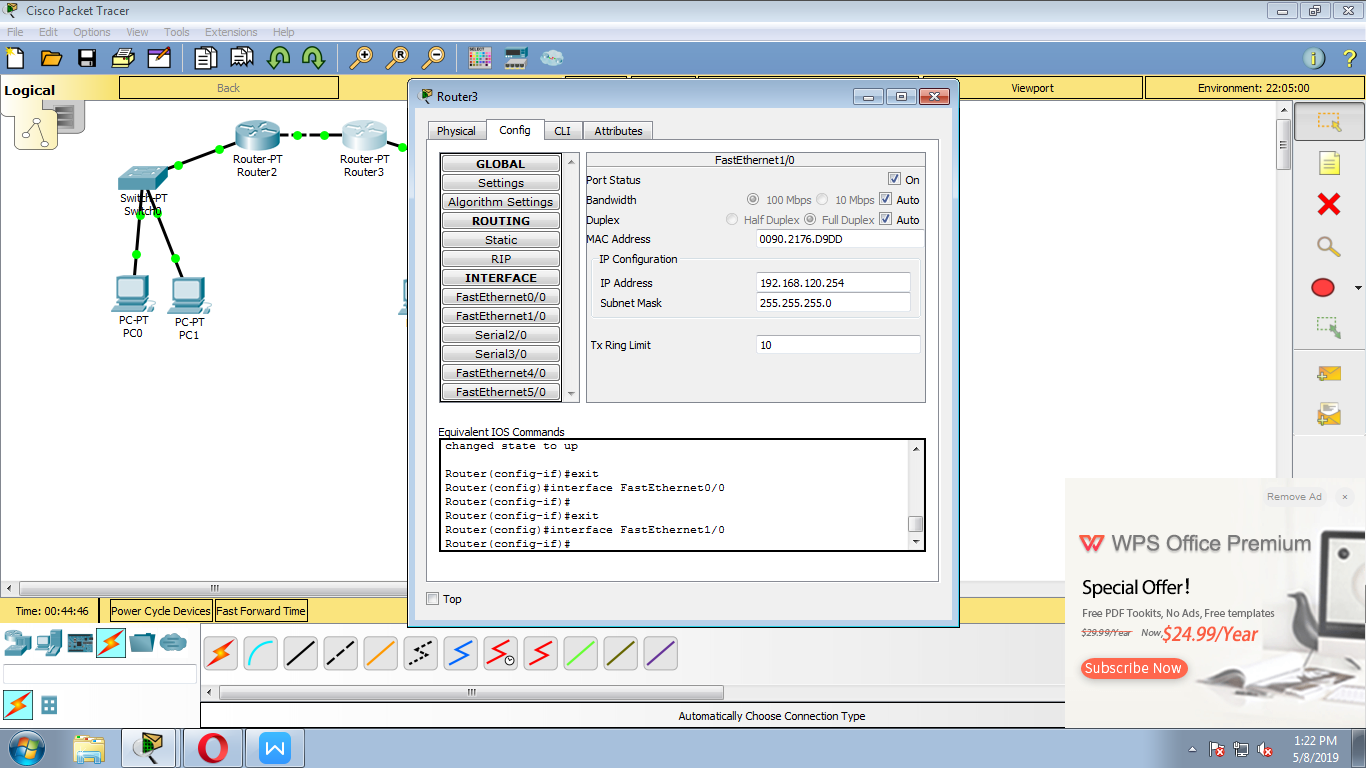 Cisco Packet Tracer
File Edit Options View Tools Extensions Help
Logical
Back
Viewport
Environment: 22:05:00
Router-PT
Router2
Router-PT
Router3
Switch-PT
Switch0
PC-PT
PC0
PC-PT
PC1
Router3
Physical Config CLI Attributes
GLOBAL
Settings
Algorithm Settings
ROUTING
Static
RIP
INTERFACE
FastEthernet0/0
FastEthernet1/0
Serial2/0
Serial3/0
FastEthernet4/0
FastEthernet5/0
FastEthernet1/0
Port Status On
Bandwidth 100 Mbps 10 Mbps Auto
Duplex Half Duplex Full Duplex Auto
MAC Address 0090.2176.D9DD
IP Configuration
IP Address 192.168.120.254
Subnet Mask 255.255.255.0
Tx Ring Limit 10
Equivalent IOS Commands
changed state to up
Router(config-if)#exit
Router(config)#interface FastEthernet0/0
Router(config-if)#
Router(config-if)#exit
Router(config)#interface FastEthernet1/0
Router(config-if)#
Top
Time: 00:44:46 Power Cycle Devices Fast Forward Time
Automatically Choose Connection Type
Remove Ad ×
WPS Office Premium
Special Offer!
Free PDF Tookits, No Ads, Free templates
$29.99/Year Now $24.99/Year
Subscribe Now
1:22 PM
5/8/2019